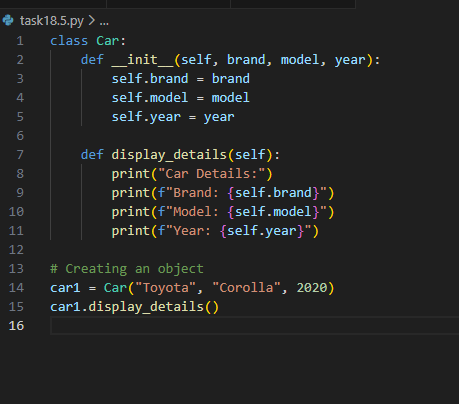 task18.5.py > ...
1 class Car:
2     def __init__(self, brand, model, year):
3         self.brand = brand
4         self.model = model
5         self.year = year
6
7     def display_details(self):
8         print("Car Details:")
9         print(f"Brand: {self.brand}")
10         print(f"Model: {self.model}")
11         print(f"Year: {self.year}")
12
13 # Creating an object
14 car1 = Car("Toyota", "Corolla", 2020)
15 car1.display_details()
16